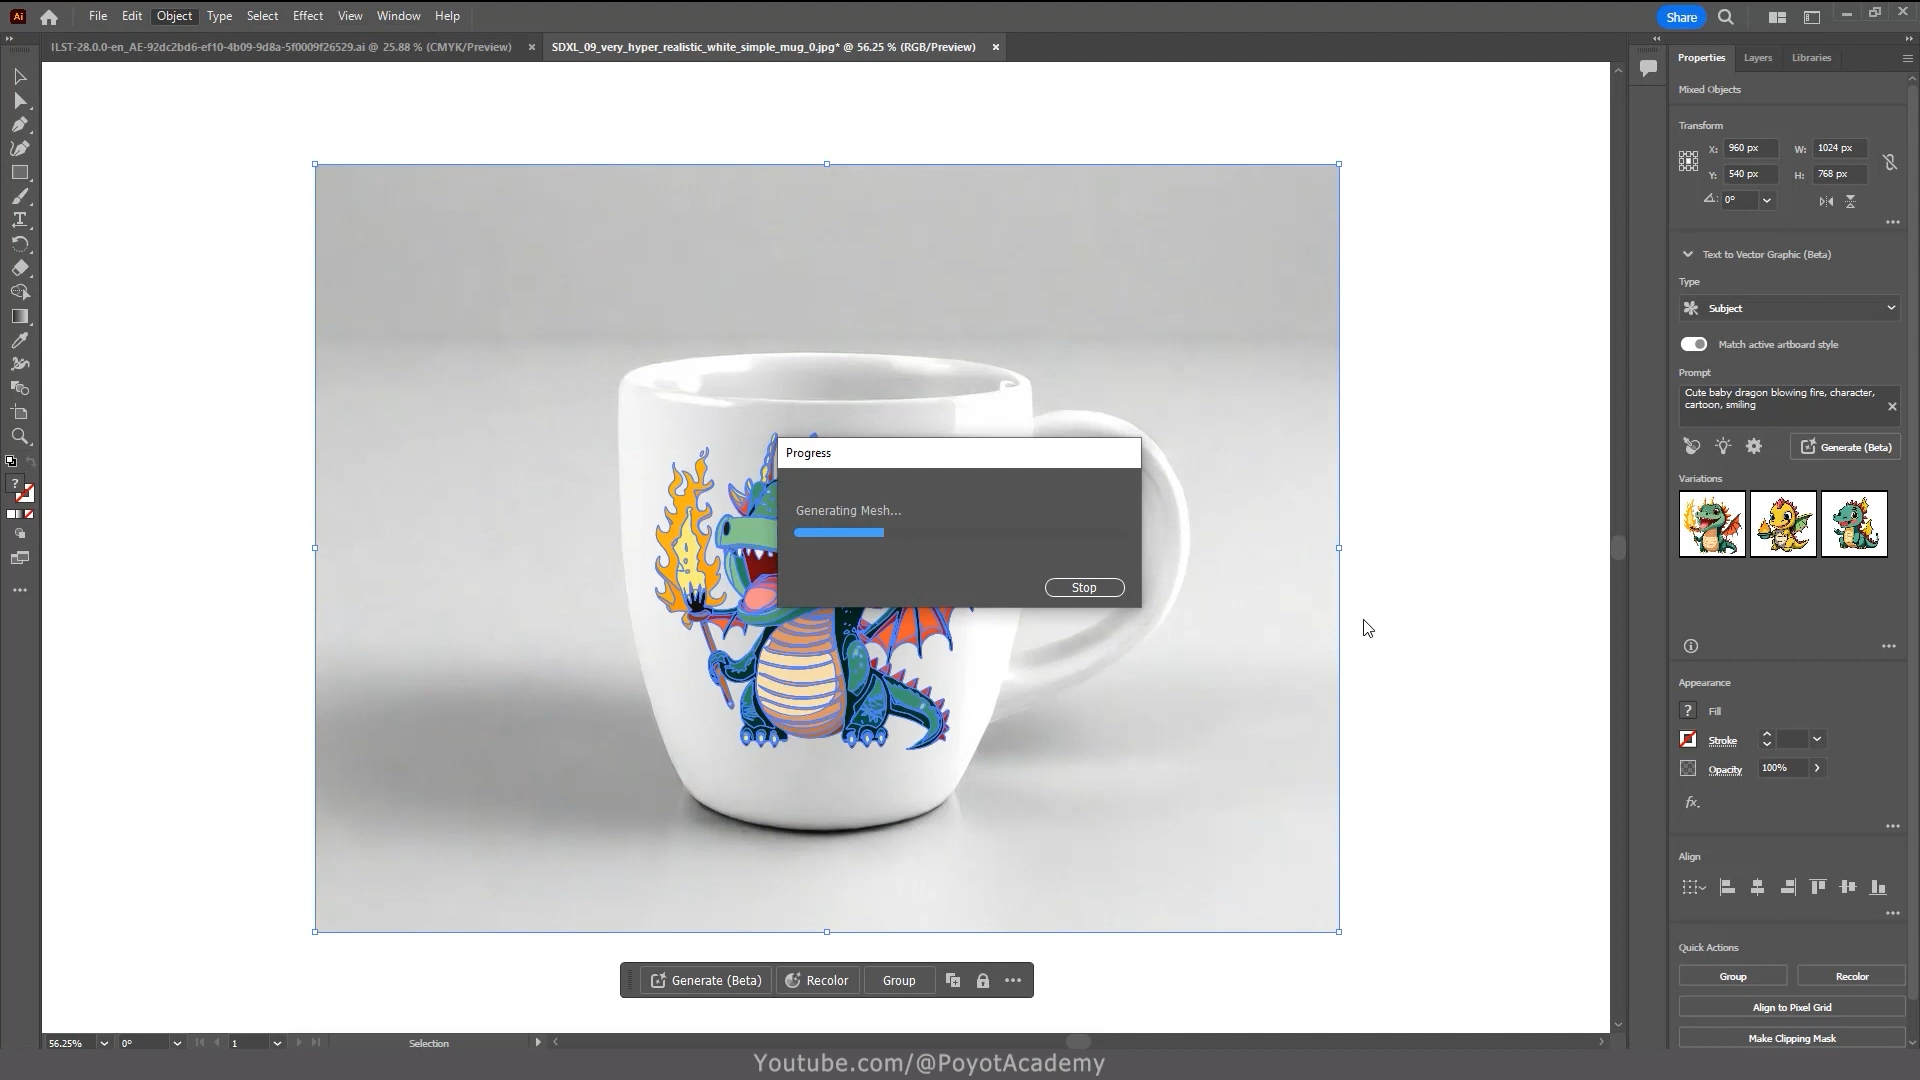 Ai
File Edit Object Type Select Effect View Window Help
Share
ILST-28.0.0-en_AE-92dc2bd6-ef10-4b09-9d8a-5f0009f26529.ai @ 25.88 % (CMYK/Preview) ×
SDXL_09_very_hyper_realistic_white_simple_mug_0.jpg* @ 56.25 % (RGB/Preview) ×
Properties Layers Libraries
Mixed Objects
Transform
X: 960 px W: 1024 px
Y: 540 px H: 768 px
0°
Text to Vector Graphic (Beta)
Type
Subject
Match active artboard style
Prompt
Cute baby dragon blowing fire, character,
cartoon, smiling
Generate (Beta)
Variations
Progress
Generating Mesh...
Stop
Appearance
? Fill
Stroke
Opacity 100%
fx.
Align
Quick Actions
Group Recolor
Align to Pixel Grid
Make Clipping Mask
Generate (Beta) Recolor Group
56.25% 0° 1 Selection
Youtube.com/@PoyotAcademy